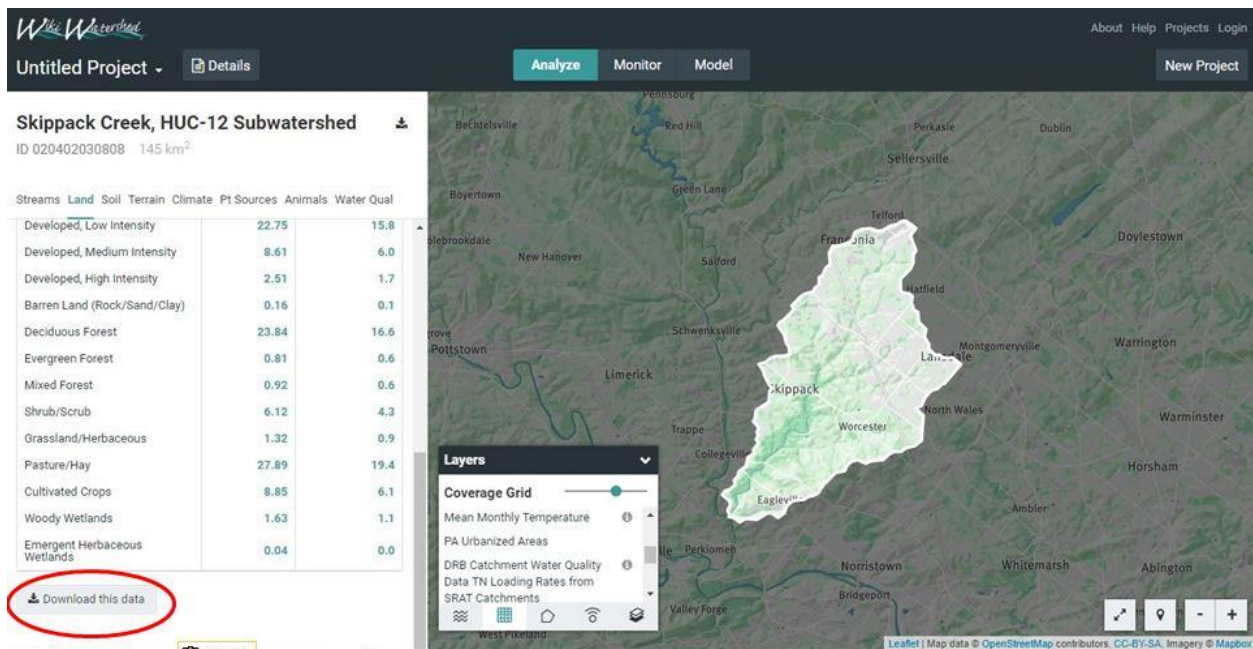 Wiki Watershed
About Help Projects Login
Untitled Project
Details
Analyze Monitor Model
New Project
Skippack Creek, HUC-12 Subwatershed
ID 020402030808 145 km2
Streams Land Soil Terrain Climate Pt Sources Animals Water Qual
Developed, Low Intensity 22.75 15.8
Developed, Medium Intensity 8.61 6.0
Developed, High Intensity 2.51 1.7
Barren Land (Rock/Sand/Clay) 0.16 0.1
Deciduous Forest 23.84 16.6
Evergreen Forest 0.81 0.6
Mixed Forest 0.92 0.6
Shrub/Scrub 6.12 4.3
Grassland/Herbaceous 1.32 0.9
Pasture/Hay 27.89 19.4
Cultivated Crops 8.85 6.1
Woody Wetlands 1.63 1.1
Emergent Herbaceous
Wetlands 0.04 0.0
Download this data
Pennsburg
Bechtelsville
Red Hill
Perkasie
Dublin
Sellersville
Boyertown
Green Lane
Telford
Franconia
Doylestown
New Hanover
Salford
Hatfield
Schwenksville
Pottstown
Montgomeryville
Warrington
Lansdale
Limerick
Skippack
North Wales
Warminster
Trappe
Worcester
Collegeville
Horsham
Eagleville
Ambler
Layers
Coverage Grid
Mean Monthly Temperature
PA Urbanized Areas
DRB Catchment Water Quality
Data TN Loading Rates from
SRAT Catchments
Perkiomen
Norristown
Whitemarsh
Abington
Bridgeport
Valley Forge
West Pikeland
- +
Leaflet | Map data © OpenStreetMap contributors, CC-BY-SA, Imagery © Mapbox